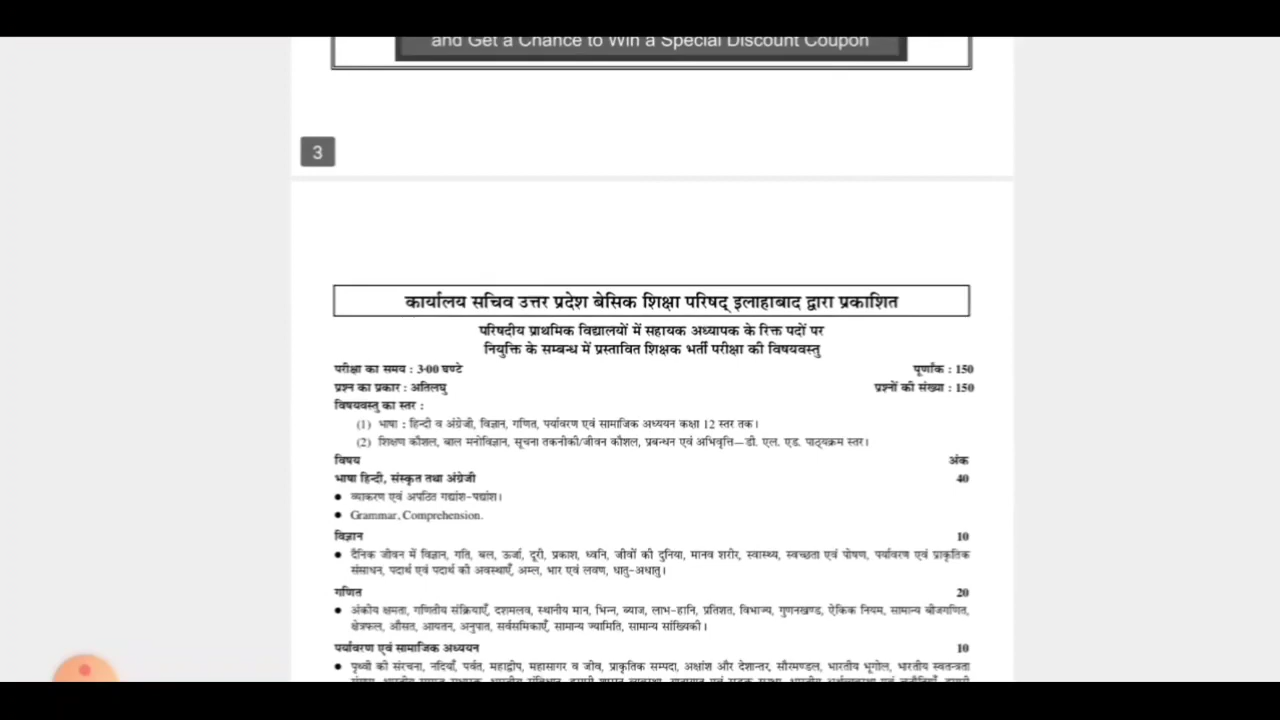 and Get a Chance to Win a Special Discount Coupon
3
कार्यालय सचिव उत्तर प्रदेश बेसिक शिक्षा परिषद् इलाहाबाद द्वारा प्रकाशित
परिषदीय प्राथमिक विद्यालयों में सहायक अध्यापक के रिक्त पदों पर
नियुक्ति के सम्बन्ध में प्रस्तावित शिक्षक भर्ती परीक्षा की विषयवस्तु
परीक्षा का समय : 3·00 घण्टे पूर्णांक : 150
प्रश्न का प्रकार : अतिलघु प्रश्नों की संख्या : 150
विषयवस्तु का स्तर :
(1) भाषा : हिन्दी व अंग्रेजी, विज्ञान, गणित, पर्यावरण एवं सामाजिक अध्ययन कक्षा 12 स्तर तक।
(2) शिक्षण कौशल, बाल मनोविज्ञान, सूचना तकनीकी/जीवन कौशल, प्रबन्धन एवं अभिवृत्ति—डी. एल. एड. पाठ्यक्रम स्तर।
विषय अंक
भाषा हिन्दी, संस्कृत तथा अंग्रेजी 40
• व्याकरण एवं अपठित गद्यांश-पद्यांश।
• Grammar, Comprehension.
विज्ञान 10
• दैनिक जीवन में विज्ञान, गति, बल, ऊर्जा, दूरी, प्रकाश, ध्वनि, जीवों की दुनिया, मानव शरीर, स्वास्थ्य, स्वच्छता एवं पोषण, पर्यावरण एवं प्राकृतिक
संसाधन, पदार्थ एवं पदार्थ की अवस्थाएँ, अम्ल, भार एवं लवण, धातु-अधातु।
गणित 20
• अंकीय क्षमता, गणितीय संक्रियाएँ, दशमलव, स्थानीय मान, भिन्न, ब्याज, लाभ-हानि, प्रतिशत, विभाज्य, गुणनखण्ड, ऐकिक नियम, सामान्य बीजगणित,
क्षेत्रफल, औसत, आयतन, अनुपात, सर्वसमिकाएँ, सामान्य ज्यामिति, सामान्य सांख्यिकी।
पर्यावरण एवं सामाजिक अध्ययन 10
• पृथ्वी की संरचना, नदियाँ, पर्वत, महाद्वीप, महासागर व जीव, प्राकृतिक सम्पदा, अक्षांश और देशान्तर, सौरमण्डल, भारतीय भूगोल, भारतीय स्वतन्त्रता